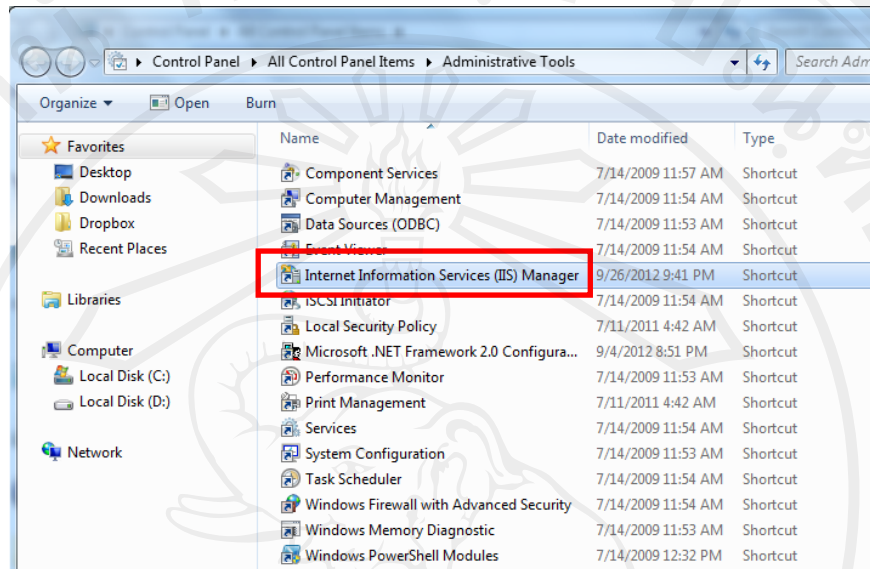 Control Panel ▸ All Control Panel Items ▸ Administrative Tools Search Adm
Organize Open Burn
Name Date modified Type
Favorites
Desktop
Downloads
Dropbox
Recent Places
Libraries
Computer
Local Disk (C:)
Local Disk (D:)
Network
Component Services 7/14/2009 11:57 AM Shortcut
Computer Management 7/14/2009 11:54 AM Shortcut
Data Sources (ODBC) 7/14/2009 11:53 AM Shortcut
Event Viewer 7/14/2009 11:54 AM Shortcut
Internet Information Services (IIS) Manager 9/26/2012 9:41 PM Shortcut
iSCSI Initiator 7/14/2009 11:54 AM Shortcut
Local Security Policy 7/11/2011 4:42 AM Shortcut
Microsoft .NET Framework 2.0 Configura... 9/4/2012 8:51 PM Shortcut
Performance Monitor 7/14/2009 11:53 AM Shortcut
Print Management 7/11/2011 4:42 AM Shortcut
Services 7/14/2009 11:54 AM Shortcut
System Configuration 7/14/2009 11:53 AM Shortcut
Task Scheduler 7/14/2009 11:54 AM Shortcut
Windows Firewall with Advanced Security 7/14/2009 11:54 AM Shortcut
Windows Memory Diagnostic 7/14/2009 11:53 AM Shortcut
Windows PowerShell Modules 7/14/2009 12:32 PM Shortcut